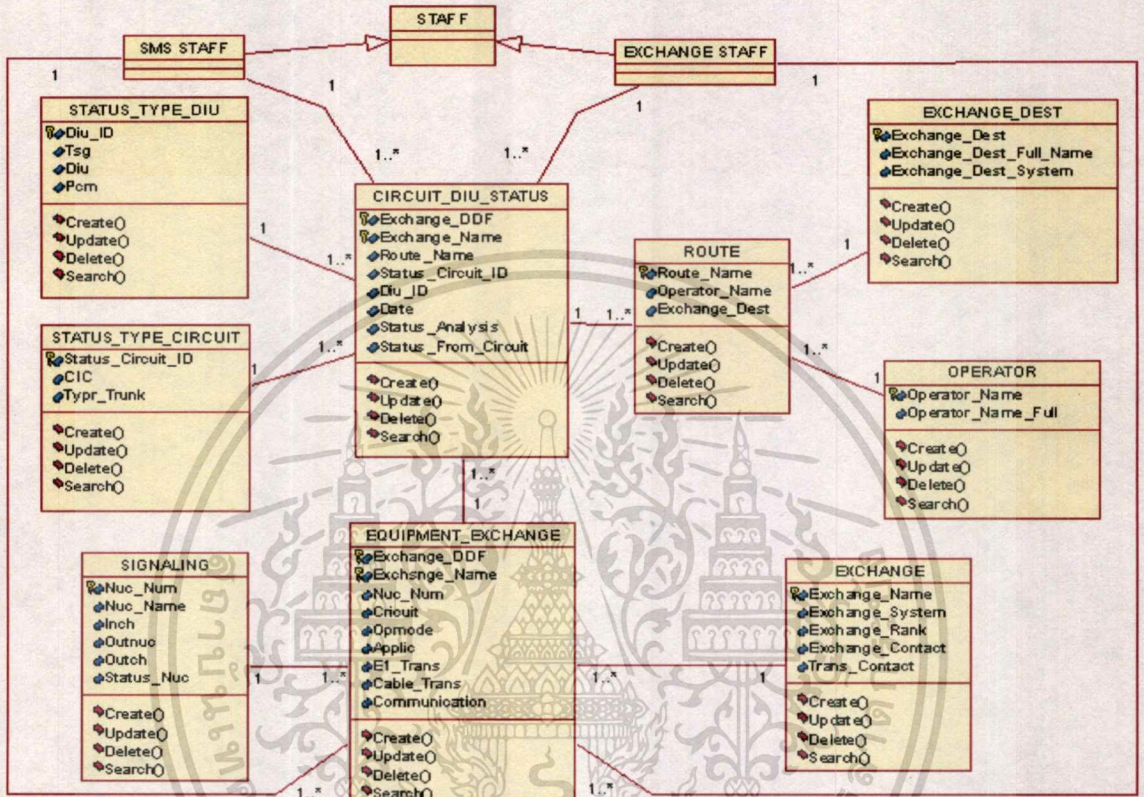 STAFF
SMS STAFF
EXCHANGE STAFF
1
1
1
1
STATUS_TYPE_DIU
Diu_ID
Tsg
Diu
Pcm
Create()
Update()
Delete()
Search()
1
1..*
1..*
1..*
CIRCUIT_DIU_STATUS
Exchange_DDF
Exchange_Name
Route_Name
Status_Circuit_ID
Diu_ID
Date
Status_Analysis
Status_From_Circuit
Create()
Update()
Delete()
Search()
EXCHANGE_DEST
Exchange_Dest
Exchange_Dest_Full_Name
Exchange_Dest_System
Create()
Update()
Delete()
Search()
ROUTE
Route_Name
Operator_Name
Exchange_Dest
Create()
Update()
Delete()
Search()
1
1..*
1
1..*
1..*
1
STATUS_TYPE_CIRCUIT
Status_Circuit_ID
CIC
Typr_Trunk
Create()
Update()
Delete()
Search()
1
1..*
OPERATOR
Operator_Name
Operator_Name_Full
Create()
Update()
Delete()
Search()
1..*
1
EQUIPMENT_EXCHANGE
Exchange_DDF
Exchsnge_Name
Nuc_Num
Cricuit
Opmode
Applic
E1_Trans
Cable_Trans
Communication
Create()
Update()
Delete()
Search()
SIGNALING
Nuc_Num
Nuc_Name
Inch
Outnuc
Outch
Status_Nuc
Create()
Update()
Delete()
Search()
1
1..*
EXCHANGE
Exchange_Name
Exchange_System
Exchange_Rank
Exchange_Contact
Trans_Contact
Create()
Update()
Delete()
Search()
1..*
1
1..*
1..*